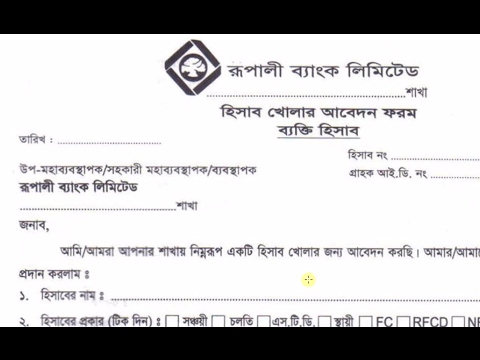 রূপালী ব্যাংক লিমিটেড
..................................................শাখা
হিসাব খোলার আবেদন ফরম
ব্যক্তি হিসাব
তারিখ : ..............................
হিসাব নং ..............................
উপ-মহাব্যবস্থাপক/সহকারী মহাব্যবস্থাপক/ব্যবস্থাপক
গ্রাহক আই.ডি. নং ....................
রূপালী ব্যাংক লিমিটেড
........................................শাখা
জনাব,
আমি/আমরা আপনার শাখায় নিম্নরূপ একটি হিসাব খোলার জন্য আবেদন করছি। আমার/আমাদে
প্রদান করলাম ঃ
১. হিসাবের নাম : ............................................................
২. হিসাবের প্রকার (টিক দিন) : সঞ্চয়ী চলতি এস.টি.ডি. স্থায়ী FC RFCD NF